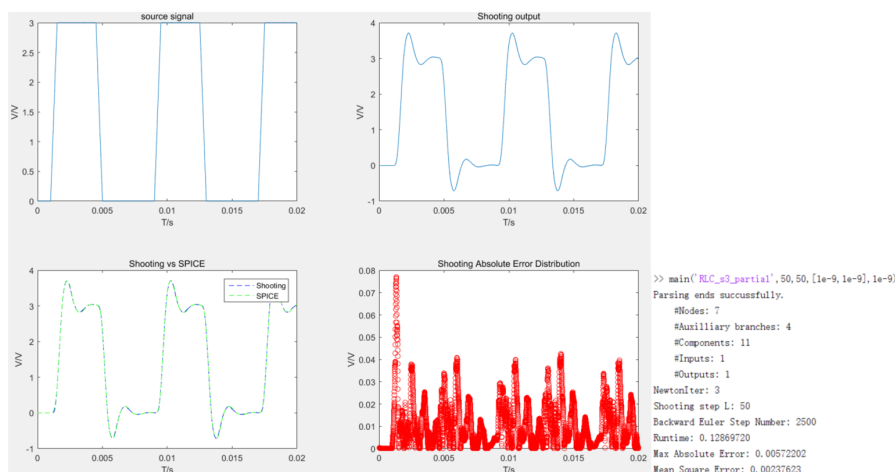 source signal
V/V
3
2.5
2
1.5
1
0.5
0
0 0.005 0.01 0.015 0.02
T/s
Shooting output
V/V
4
3
2
1
0
-1
0 0.005 0.01 0.015 0.02
T/s
Shooting vs SPICE
V/V
4
3
2
1
0
-1
Shooting
SPICE
0 0.005 0.01 0.015 0.02
T/s
Shooting Absolute Error Distribution
V/V
0.08
0.07
0.06
0.05
0.04
0.03
0.02
0.01
0
0 0.005 0.01 0.015 0.02
T/s
>> main('RLC_s3_partial',50,50,[1e-9,1e-9],1e-9)
Parsing ends succussfully.
#Nodes: 7
#Auxilliary branches: 4
#Components: 11
#Inputs: 1
#Outputs: 1
NewtonIter: 3
Shooting step L: 50
Backward Euler Step Number: 2500
Runtime: 0.12869720
Max Absolute Error: 0.00572202
Mean Square Error: 0.00237623